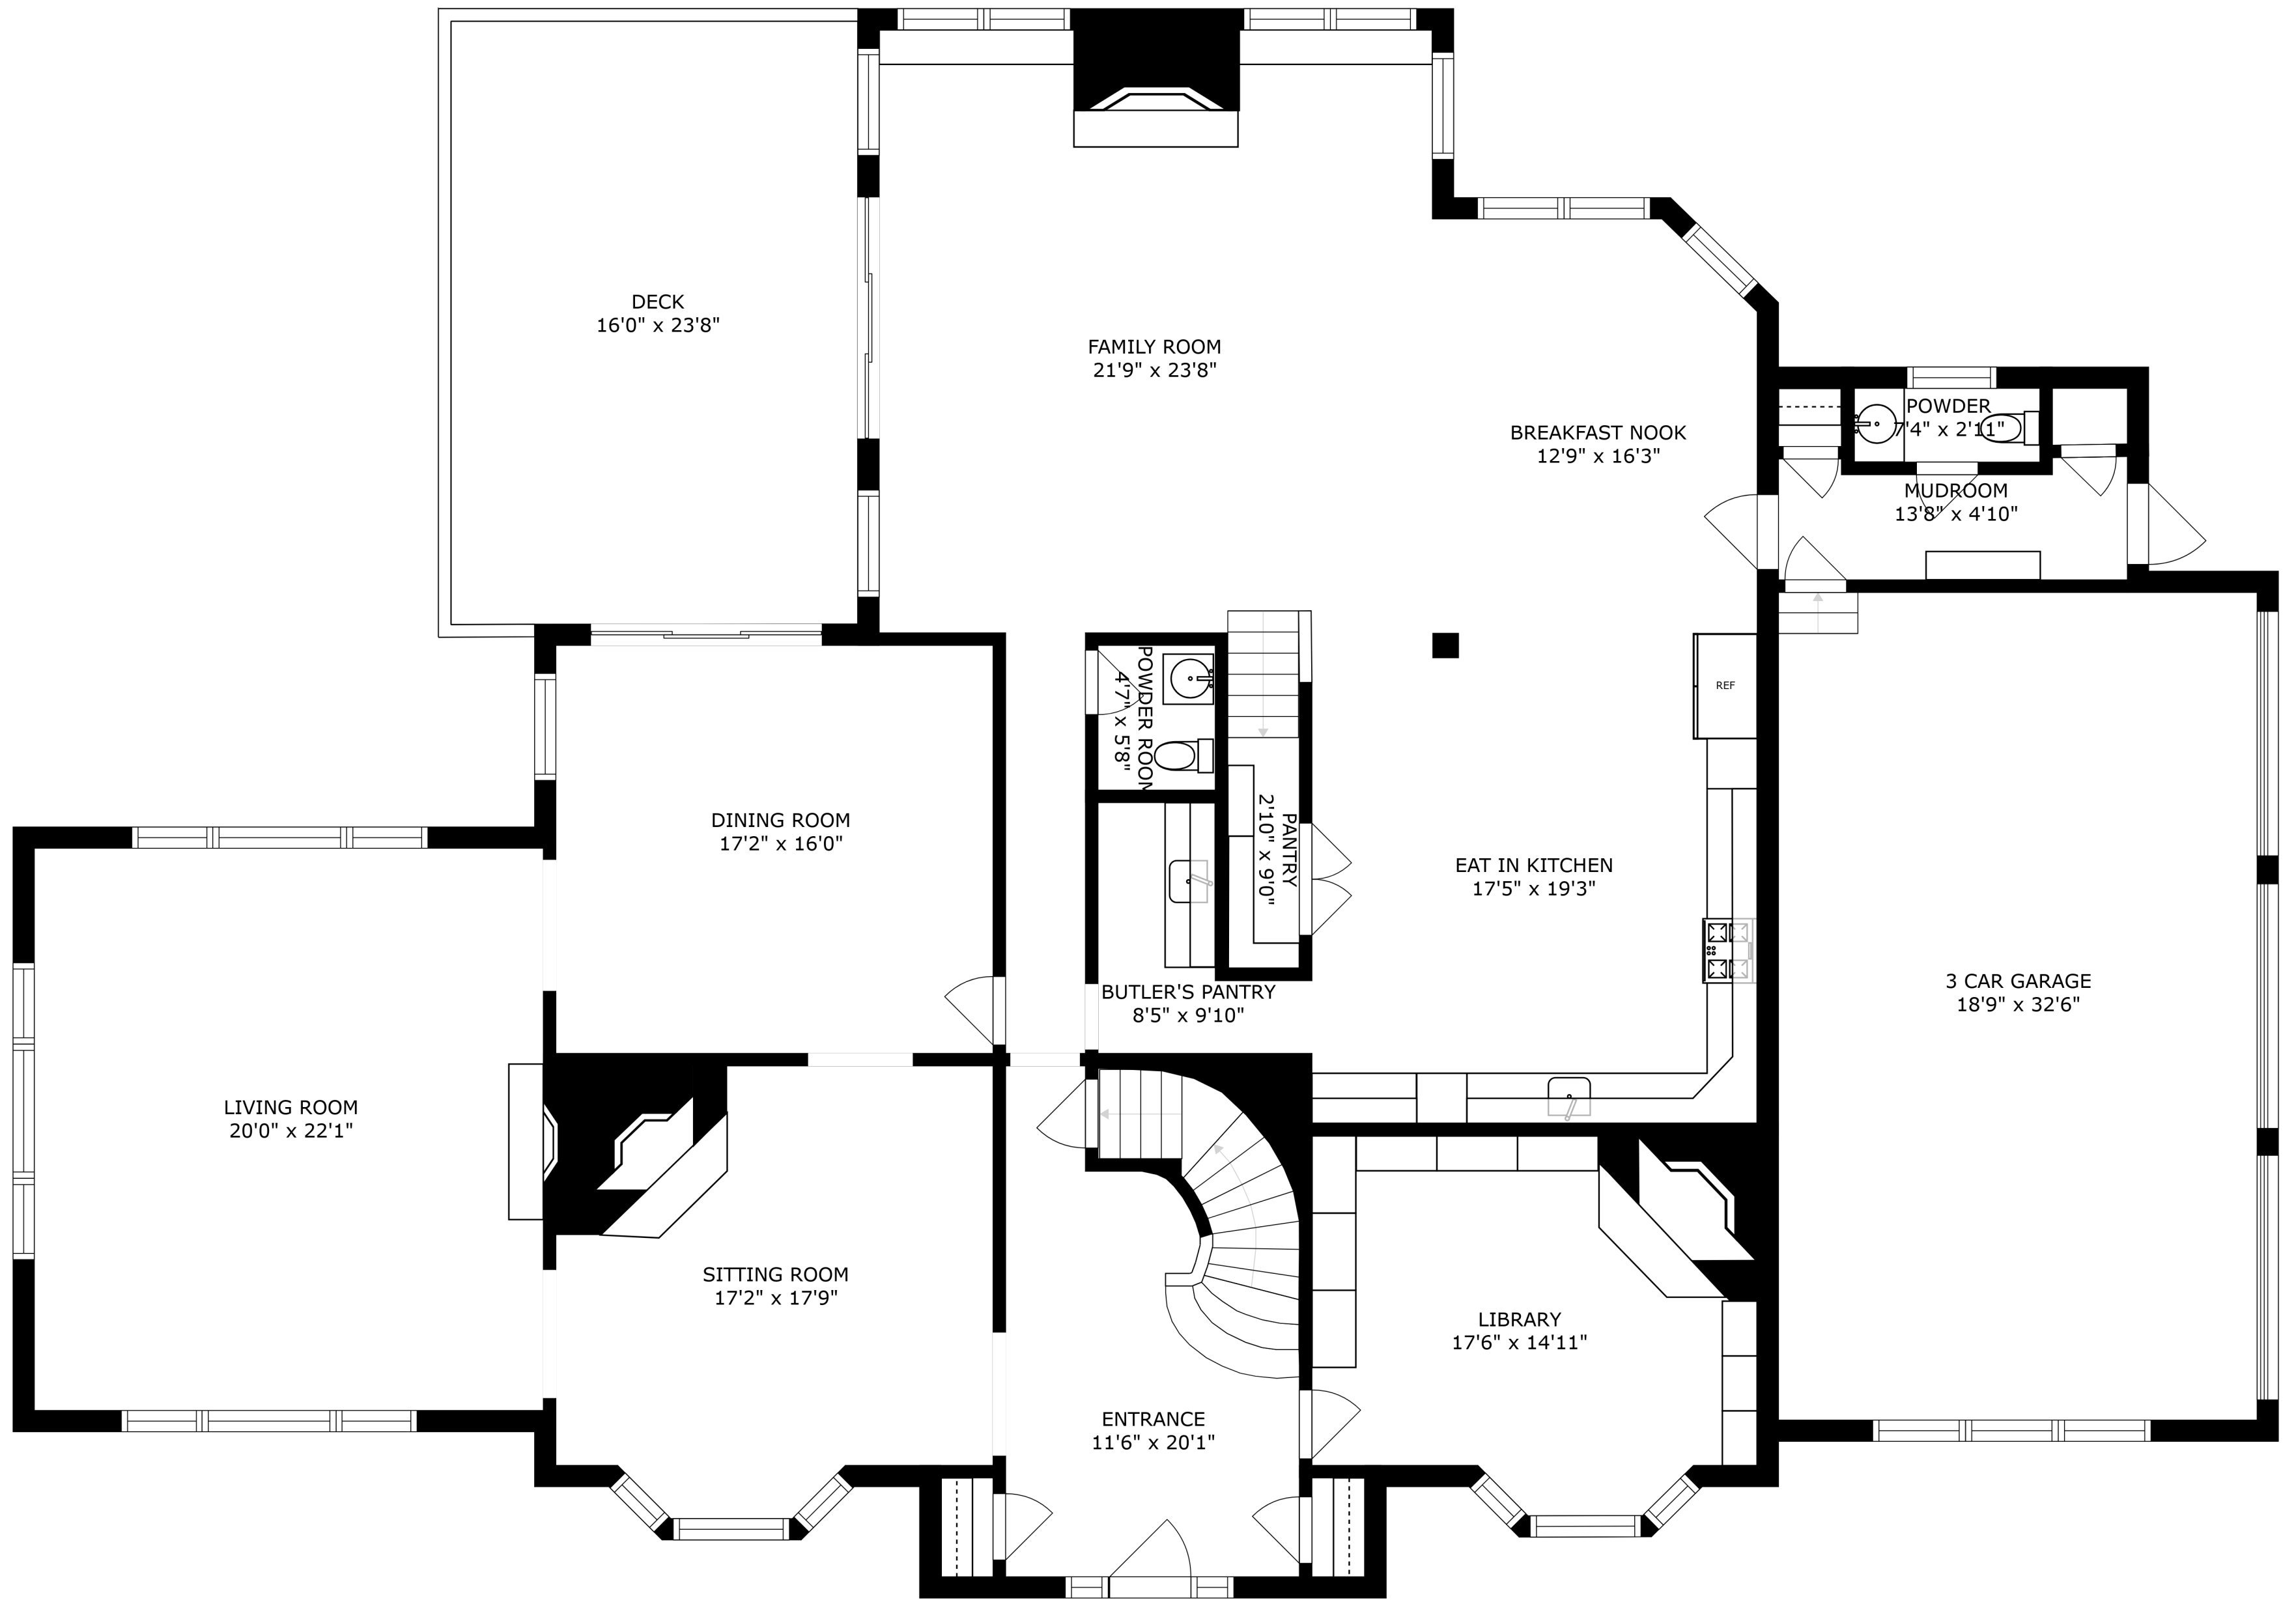 DECK
16'0" x 23'8"
FAMILY ROOM
21'9" x 23'8"
BREAKFAST NOOK
12'9" x 16'3"
POWDER
7'4" x 2'11"
MUDROOM
13'8" x 4'10"
POWDER ROOM
4'7" x 5'8"
REF
DINING ROOM
17'2" x 16'0"
PANTRY
2'10" x 9'0"
EAT IN KITCHEN
17'5" x 19'3"
BUTLER'S PANTRY
8'5" x 9'10"
3 CAR GARAGE
18'9" x 32'6"
LIVING ROOM
20'0" x 22'1"
SITTING ROOM
17'2" x 17'9"
LIBRARY
17'6" x 14'11"
ENTRANCE
11'6" x 20'1"